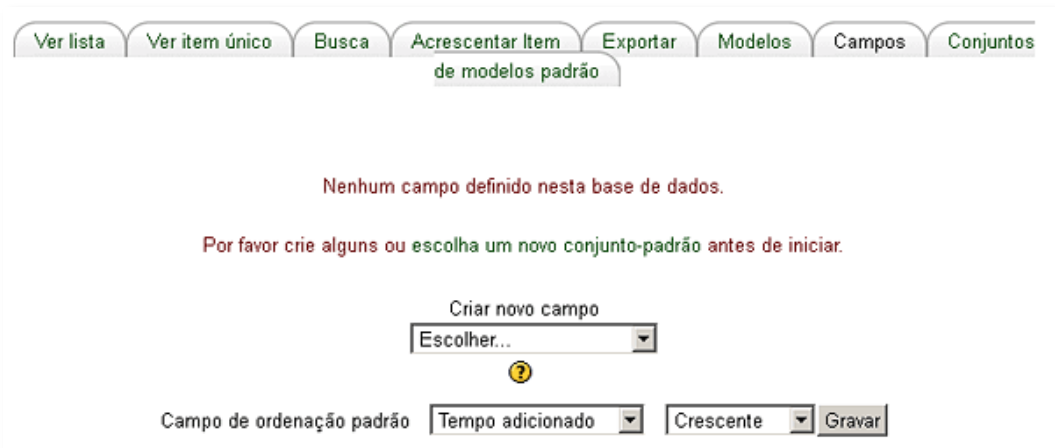 Ver lista Ver item único Busca Acrescentar Item Exportar Modelos Campos Conjuntos
de modelos padrão
Nenhum campo definido nesta base de dados.
Por favor crie alguns ou escolha um novo conjunto-padrão antes de iniciar.
Criar novo campo
Escolher...
?
Campo de ordenação padrão Tempo adicionado Crescente Gravar